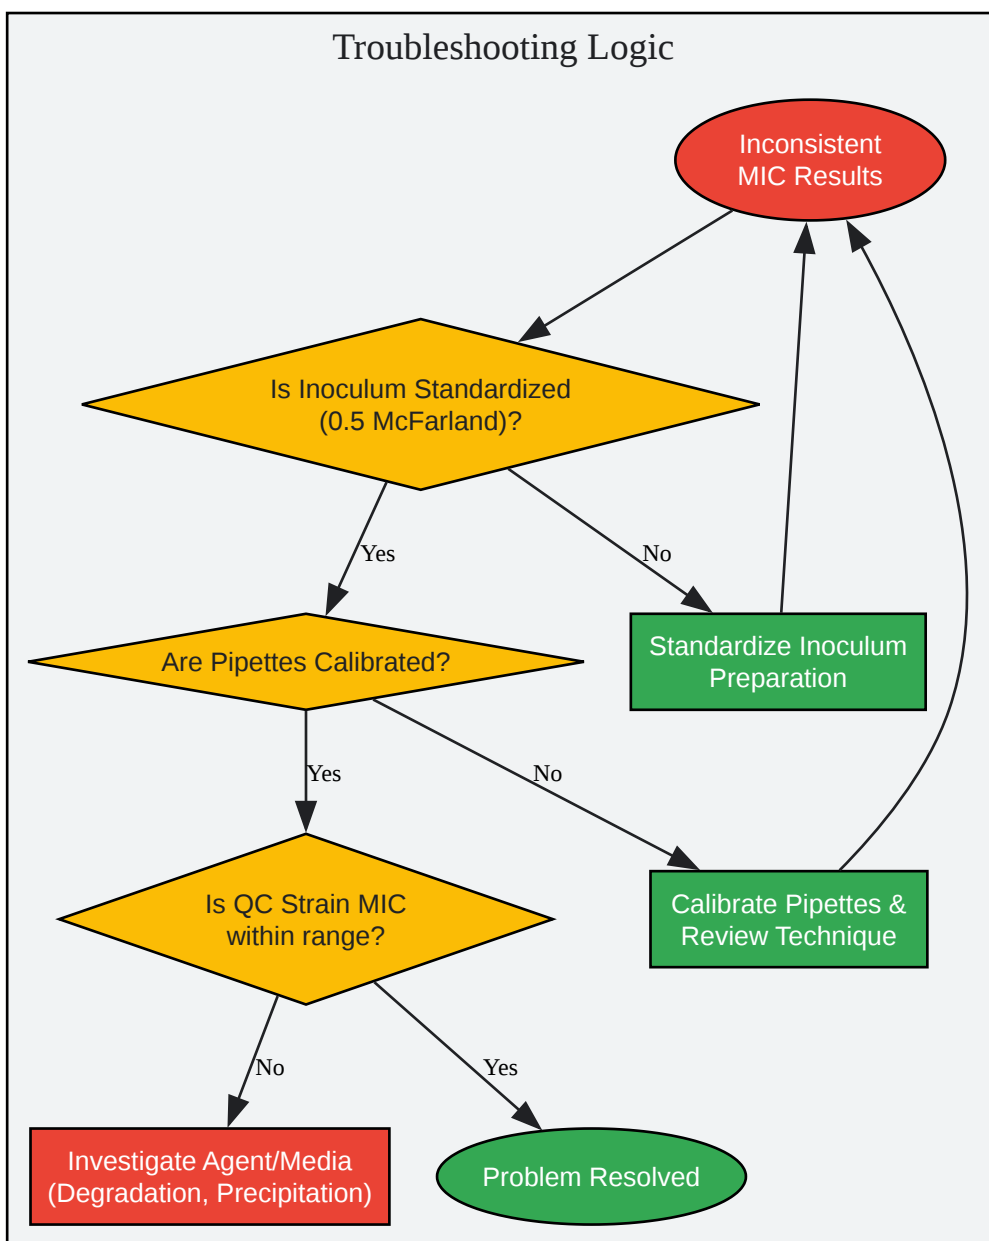 Troubleshooting Logic
Inconsistent
MIC Results
Is Inoculum Standardized
(0.5 McFarland)?
Yes
No
Are Pipettes Calibrated?
Standardize Inoculum
Preparation
Yes
No
Is QC Strain MIC
within range?
Calibrate Pipettes &
Review Technique
No
Yes
Investigate Agent/Media
(Degradation, Precipitation)
Problem Resolved